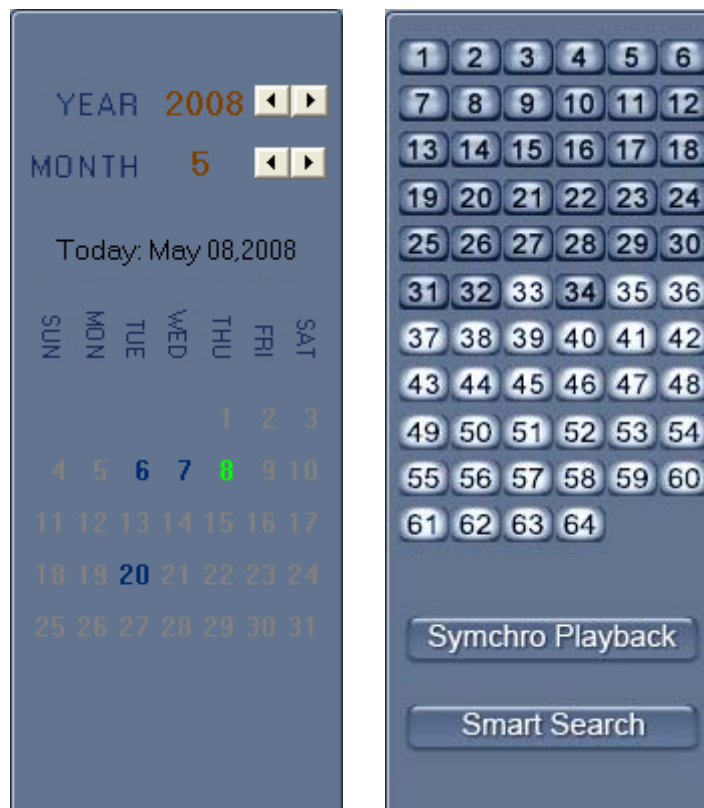 YEAR 2008
MONTH 5
Today: May 08,2008
SUN MON TUE WED THU FRI SAT
1 2 3
4 5 6 7 8 9 10
11 12 13 14 15 16 17
18 19 20 21 22 23 24
25 26 27 28 29 30 31
1 2 3 4 5 6
7 8 9 10 11 12
13 14 15 16 17 18
19 20 21 22 23 24
25 26 27 28 29 30
31 32 33 34 35 36
37 38 39 40 41 42
43 44 45 46 47 48
49 50 51 52 53 54
55 56 57 58 59 60
61 62 63 64
Symchro Playback
Smart Search